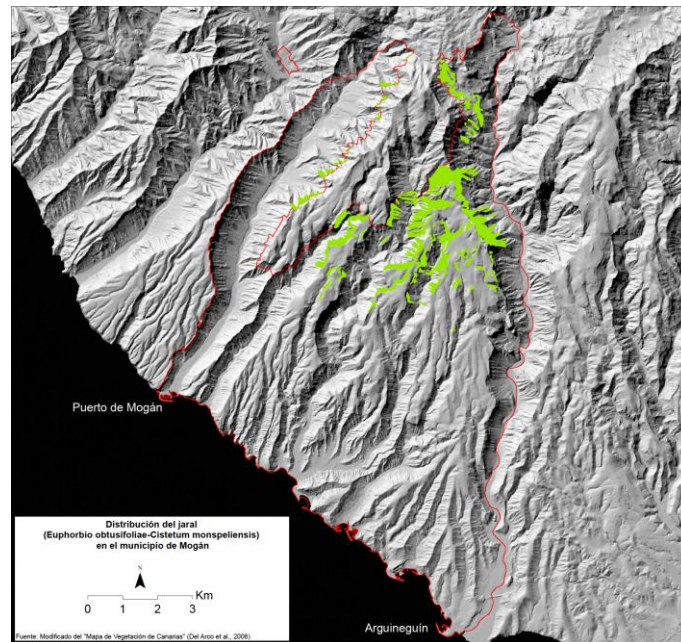 Puerto de Mogán
Distribución del jaral
(Euphorbio obtusifoliae-Cistetum monspeliensis)
en el municipio de Mogán
N
Km
0 1 2 3
Fuente: Modificado del "Mapa de Vegetación de Canarias" (Del Arco et al., 2006)
Arguineguín